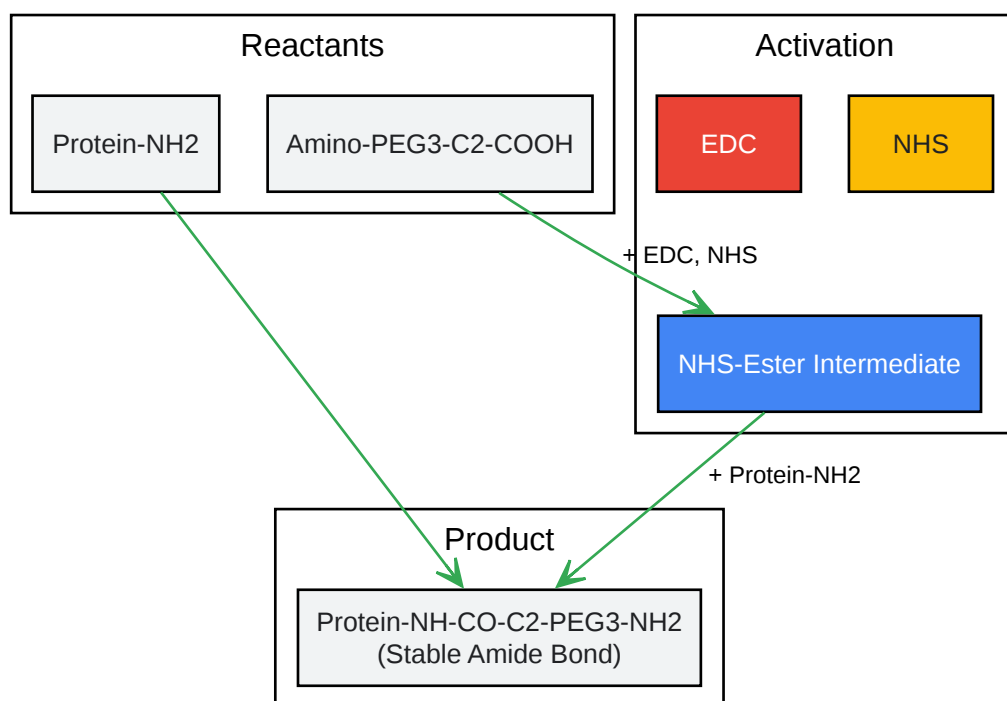 Reactants
Activation
Protein-NH2
Amino-PEG3-C2-COOH
EDC
NHS
+ EDC, NHS
NHS-Ester Intermediate
+ Protein-NH2
Product
Protein-NH-CO-C2-PEG3-NH2
(Stable Amide Bond)